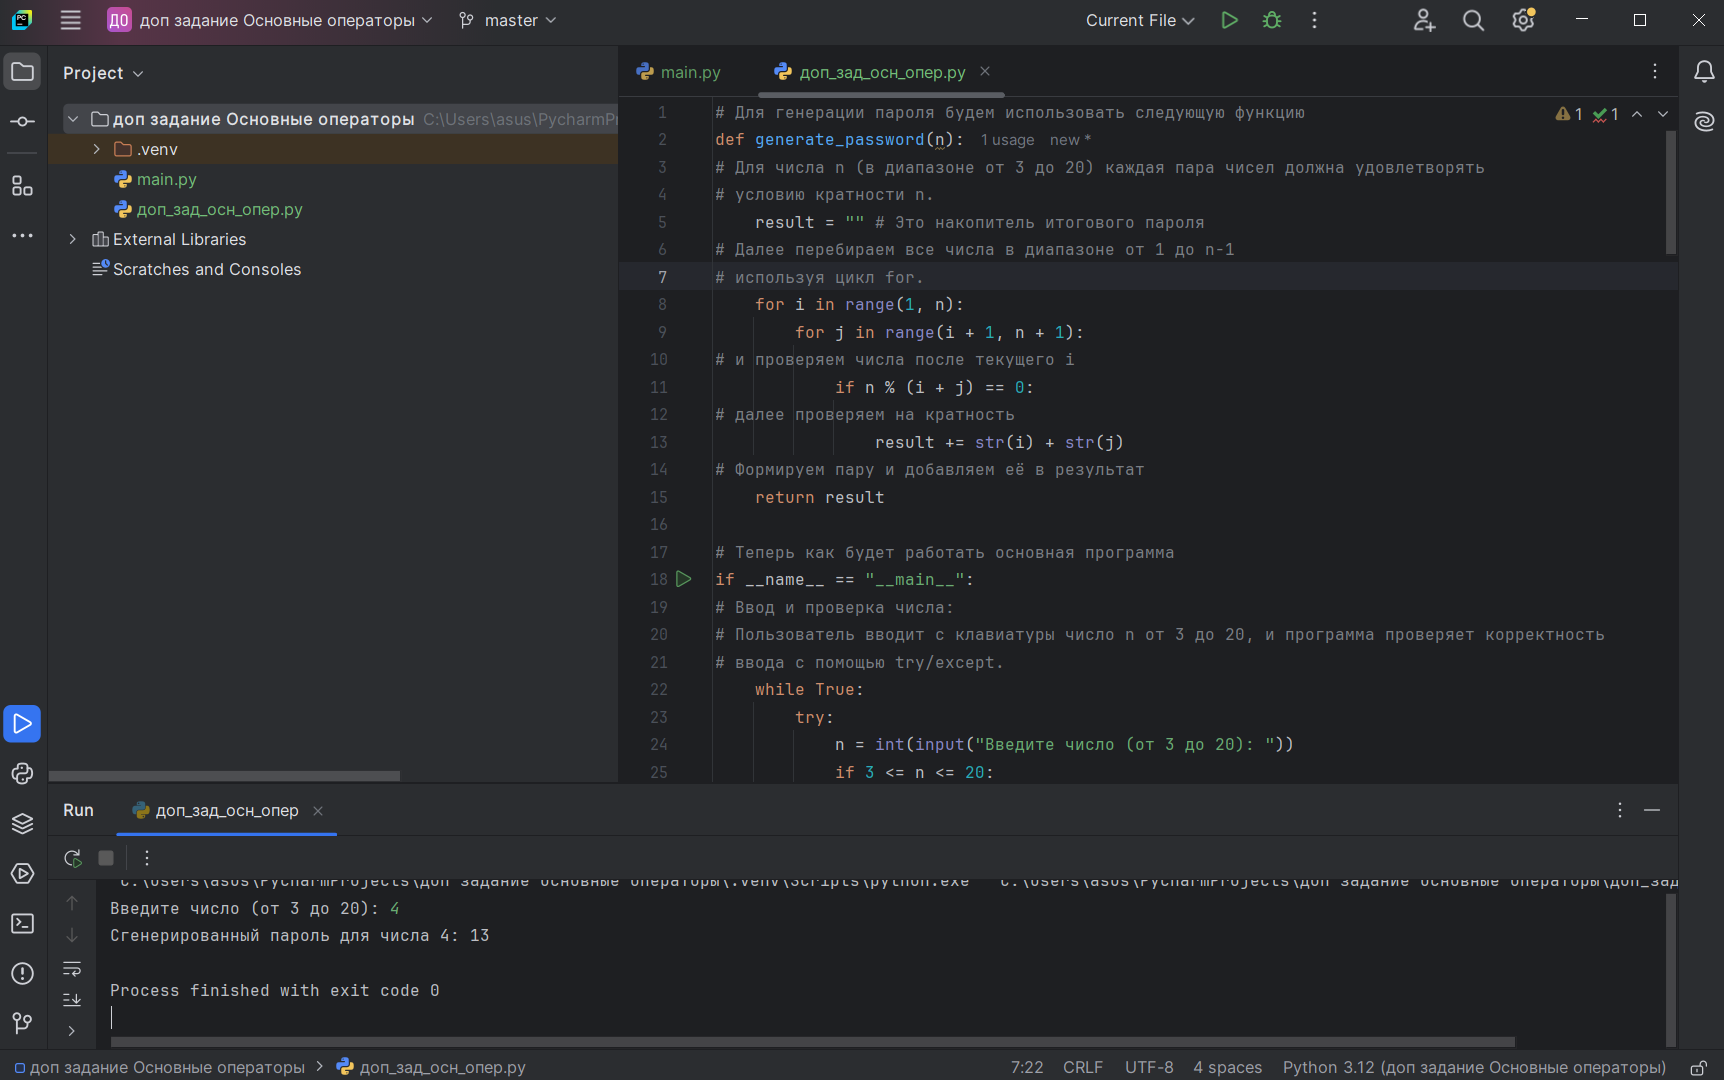 ДО доп задание Основные операторы master Current File
Project
доп задание Основные операторы C:\Users\asus\PycharmPr
.venv
main.py
доп_зад_осн_опер.py
External Libraries
Scratches and Consoles
main.py доп_зад_осн_опер.py
1 # Для генерации пароля будем использовать следующую функцию
2 def generate_password(n): 1 usage new *
3 # Для числа n (в диапазоне от 3 до 20) каждая пара чисел должна удовлетворять
4 # условию кратности n.
5 result = "" # Это накопитель итогового пароля
6 # Далее перебираем все числа в диапазоне от 1 до n-1
7 # используя цикл for.
8 for i in range(1, n):
9 for j in range(i + 1, n + 1):
10 # и проверяем числа после текущего i
11 if n % (i + j) == 0:
12 # далее проверяем на кратность
13 result += str(i) + str(j)
14 # Формируем пару и добавляем её в результат
15 return result
16
17 # Теперь как будет работать основная программа
18 if __name__ == "__main__":
19 # Ввод и проверка числа:
20 # Пользователь вводит с клавиатуры число n от 3 до 20, и программа проверяет корректность
21 # ввода с помощью try/except.
22 while True:
23 try:
24 n = int(input("Введите число (от 3 до 20): "))
25 if 3 <= n <= 20:
1 1
Run доп_зад_осн_опер
C:\Users\asus\PycharmProjects\доп задание Основные операторы\.venv\Scripts\python.exe C:\Users\asus\PycharmProjects\доп задание Основные операторы\доп_зад
Введите число (от 3 до 20): 4
Сгенерированный пароль для числа 4: 13
Process finished with exit code 0
доп задание Основные операторы доп_зад_осн_опер.py 7:22 CRLF UTF-8 4 spaces Python 3.12 (доп задание Основные операторы)